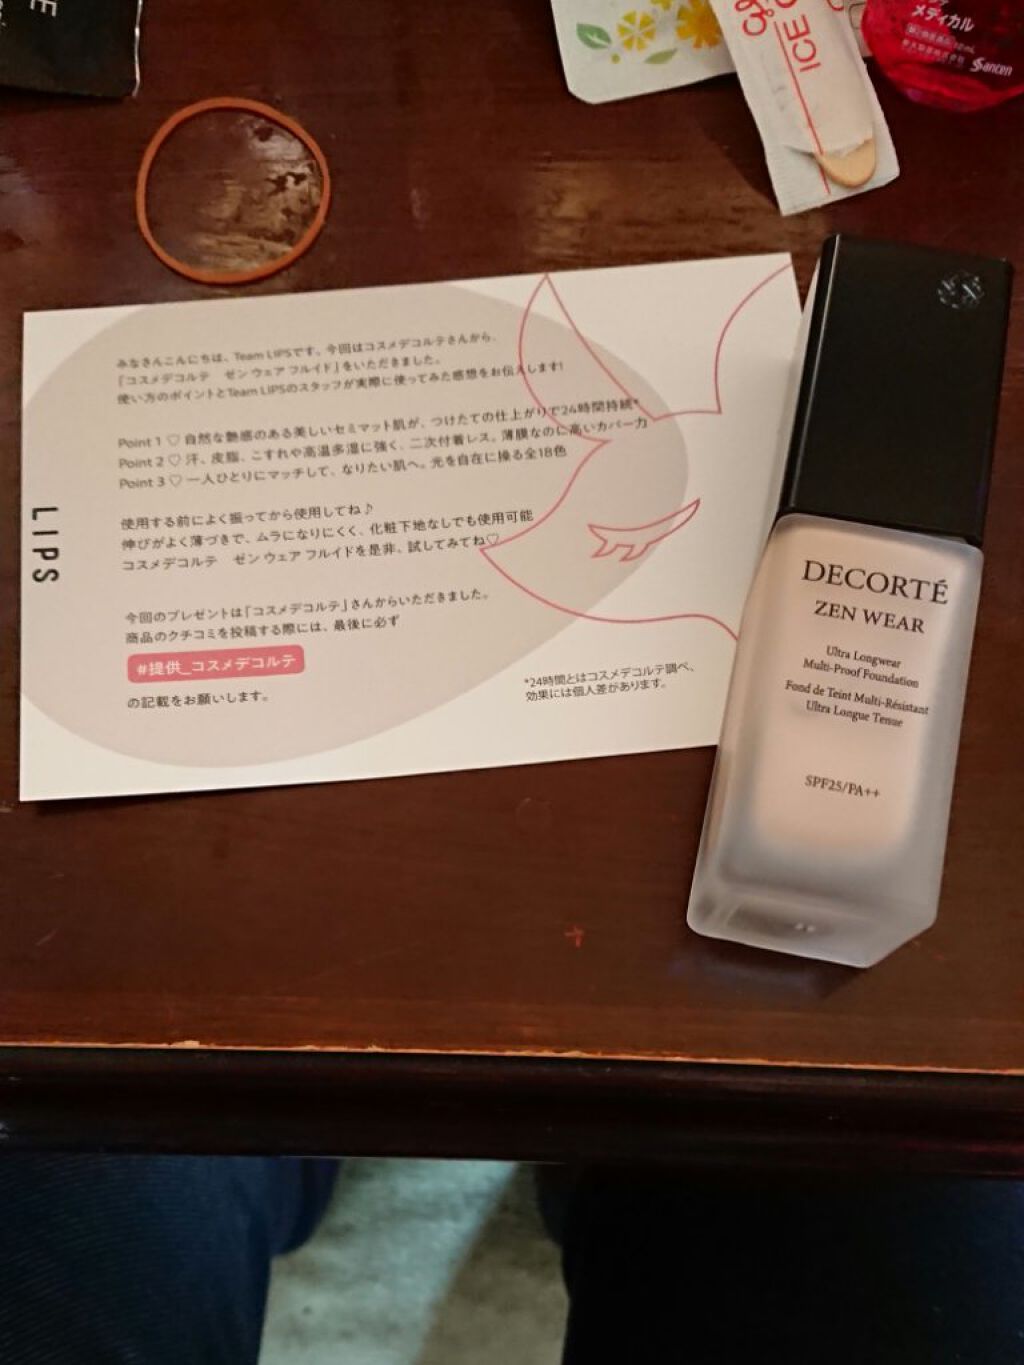 みなさんこんにちは、Team LIPSです。今回はコスメデコルテさんから、
「コスメデコルテ　ゼン ウェア フルイド」をいただきました。
使い方のポイントとTeam LIPSのスタッフが実際に使ってみた感想をお伝えします!
Point 1 ♡ 自然な艶感のある美しいセミマット肌が、つけたての仕上がりで24時間持続*
Point 2 ♡ 汗、皮脂、こすれや高温多湿に強く、二次付着レス。薄膜なのに高いカバー力
Point 3 ♡ 一人ひとりにマッチして、なりたい肌へ。光を自在に操る全18色
使用する前によく振ってから使用してね♪
伸びがよく薄づきで、ムラになりにくく、化粧下地なしでも使用可能
コスメデコルテ　ゼン ウェア フルイドを是非、試してみてね♡
今回のプレゼントは「コスメデコルテ」さんからいただきました。
商品のクチコミを投稿する際には、最後に必ず
#提供_コスメデコルテ
の記載をお願いします。
*24時間とはコスメデコルテ調べ、
効果には個人差があります。
LIPS
DECORTÉ
ZEN WEAR
Ultra Longwear
Multi-Proof Foundation
Fond de Teint Multi-Résistant
Ultra Longue Tenue
SPF25/PA++
ICE
メディカル
Santen
E